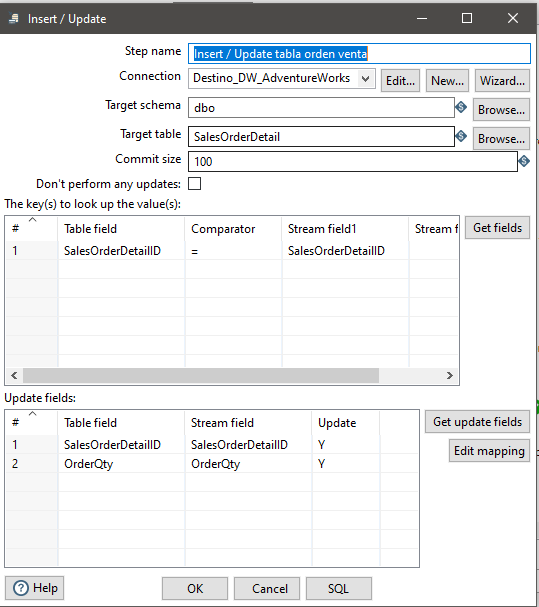 Insert / Update
Step name Insert / Update tabla orden venta
Connection Destino_DW_AdventureWorks Edit... New... Wizard...
Target schema dbo Browse...
Target table SalesOrderDetail Browse...
Commit size 100
Don't perform any updates:
The key(s) to look up the value(s):
# Table field Comparator Stream field1 Stream f Get fields
1 SalesOrderDetailID = SalesOrderDetailID
Update fields:
# Table field Stream field Update Get update fields
1 SalesOrderDetailID SalesOrderDetailID Y
Edit mapping
2 OrderQty OrderQty Y
Help OK Cancel SQL